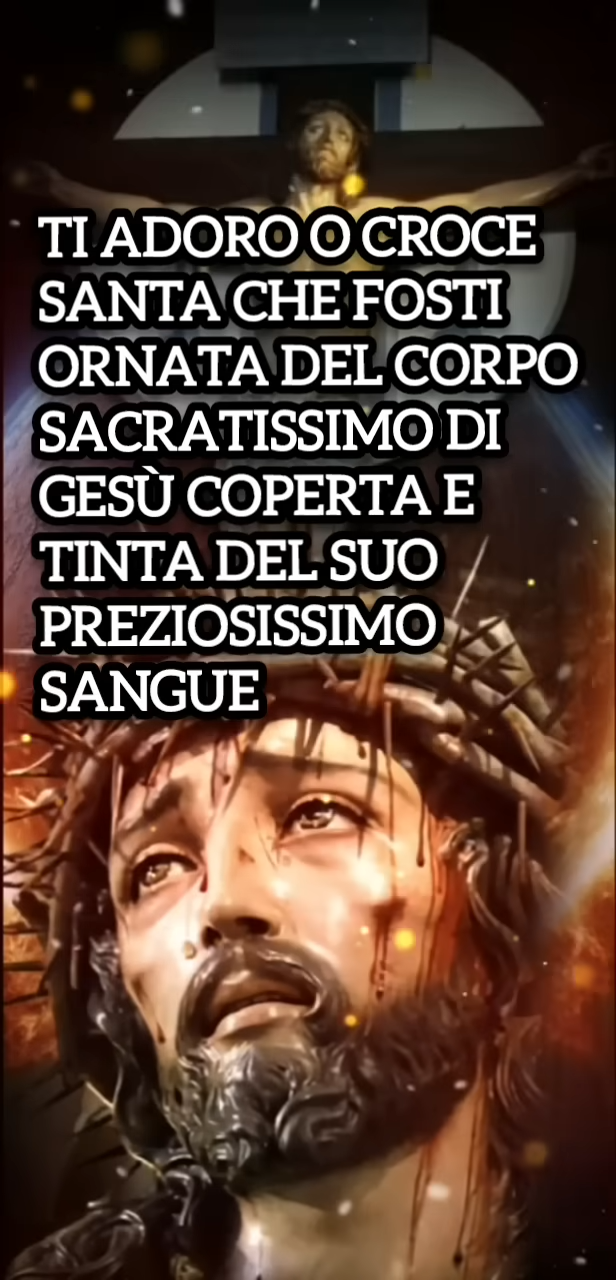 TI ADORO O CROCE
SANTA CHE FOSTI
ORNATA DEL CORPO
SACRATISSIMO DI
GESÙ COPERTA E
TINTA DEL SUO
PREZIOSISSIMO
SANGUE